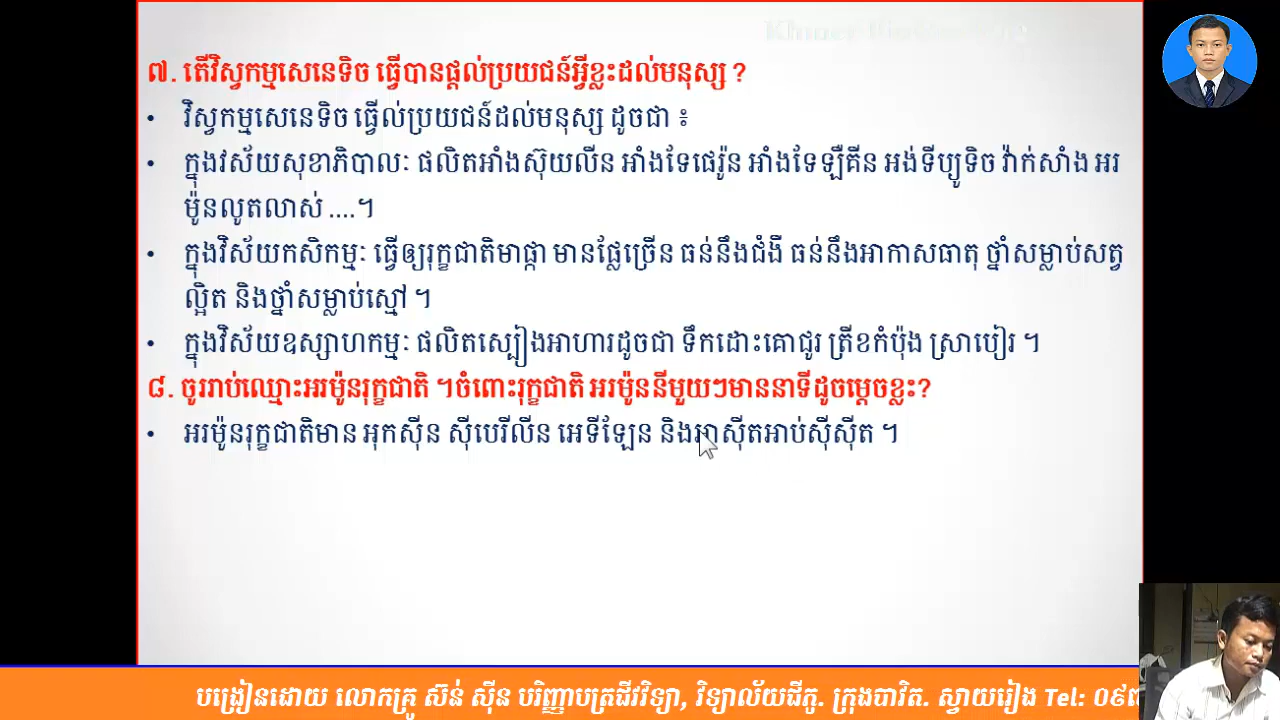 ៧. តើវិស្វកម្មសេនេទិច ធ្វើបានផ្តល់ប្រយជន៍អ្វីខ្លះដល់មនុស្ស ?
• វិស្វកម្មសេនេទិច ធ្វើល់ប្រយជន៍ដល់មនុស្ស ដូចជា ៖
• ក្នុងវស័យសុខាភិបាលៈ ផលិតអាំងស៊ុយលីន អាំងទែផេរ៉ូន អាំងទែឡឺគីន អង់ទីប្យូទិច វ៉ាក់សាំង អរ
ម៉ូនលូតលាស់ ....។
• ក្នុងវិស័យកសិកម្មៈ ធ្វើឲ្យរុក្ខជាតិមាផ្កា មានផ្លែច្រើន ធន់នឹងជំងឺ ធន់នឹងអាកាសធាតុ ថ្នាំសម្លាប់សត្វ
ល្អិត និងថ្នាំសម្លាប់ស្មៅ ។
• ក្នុងវិស័យឧស្សាហកម្មៈ ផលិតស្បៀងអាហារដូចជា ទឹកដោះគោជូរ ត្រីខកំប៉ុង ស្រាបៀរ ។
៨. ចូររាប់ឈ្មោះអរម៉ូនរុក្ខជាតិ ។ចំពោះរុក្ខជាតិ អរម៉ូននីមួយៗមាននាទីដូចម្តេចខ្លះ?
• អរម៉ូនរុក្ខជាតិមាន អុកស៊ីន ស៊ីបេរីលីន អេទីឡែន និងអាស៊ីតអាប់ស៊ីស៊ីត ។
បង្រៀនដោយ លោកគ្រូ ស៊ន់ ស៊ីន បរិញ្ញាបត្រជីវវិទ្យា, វិទ្យាល័យជីភូ. ក្រុងបាវិត. ស្វាយរៀង Tel: ០៩៧